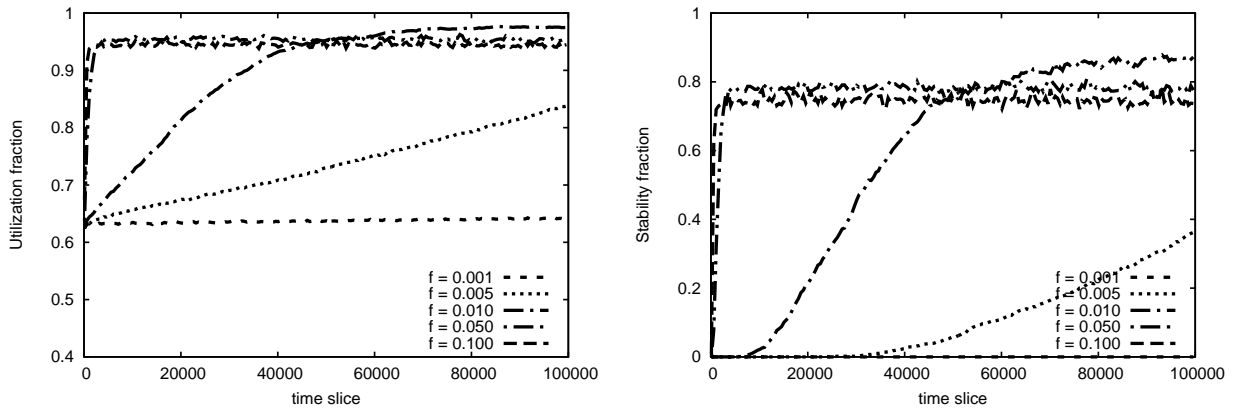 1
0.9
0.8
0.7
0.6
0.5
0.4
Utilization fraction
f = 0.001
f = 0.005
f = 0.010
f = 0.050
f = 0.100
0 20000 40000 60000 80000 100000
time slice
1
0.8
0.6
0.4
0.2
0
Stability fraction
f = 0.001
f = 0.005
f = 0.010
f = 0.050
f = 0.100
0 20000 40000 60000 80000 100000
time slice